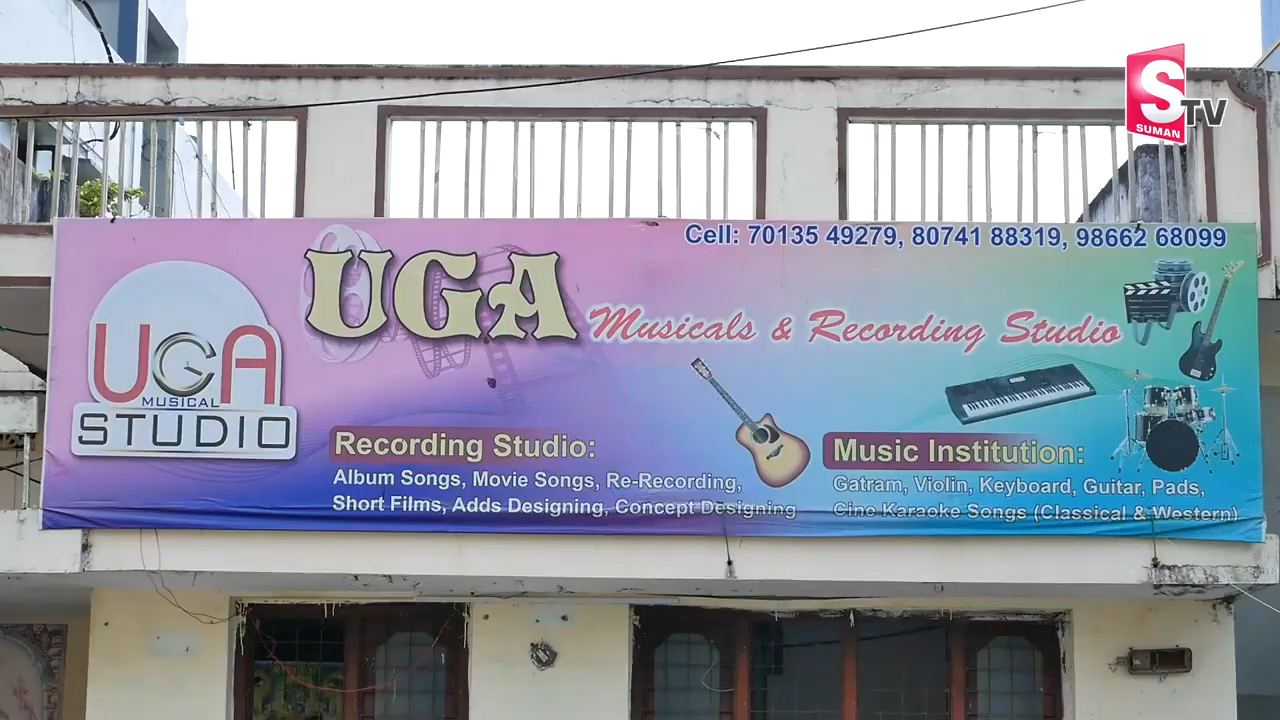 S TV
SUMAN
Cell: 70135 49279, 80741 88319, 98662 68099
UGA Musicals & Recording Studio
UGA
MUSICAL
STUDIO
Recording Studio:
Album Songs, Movie Songs, Re-Recording,
Short Films, Adds Designing, Concept Designing
Music Institution:
Gatram, Violin, Keyboard, Guitar, Pads,
Cine Karaoke Songs (Classical & Western)